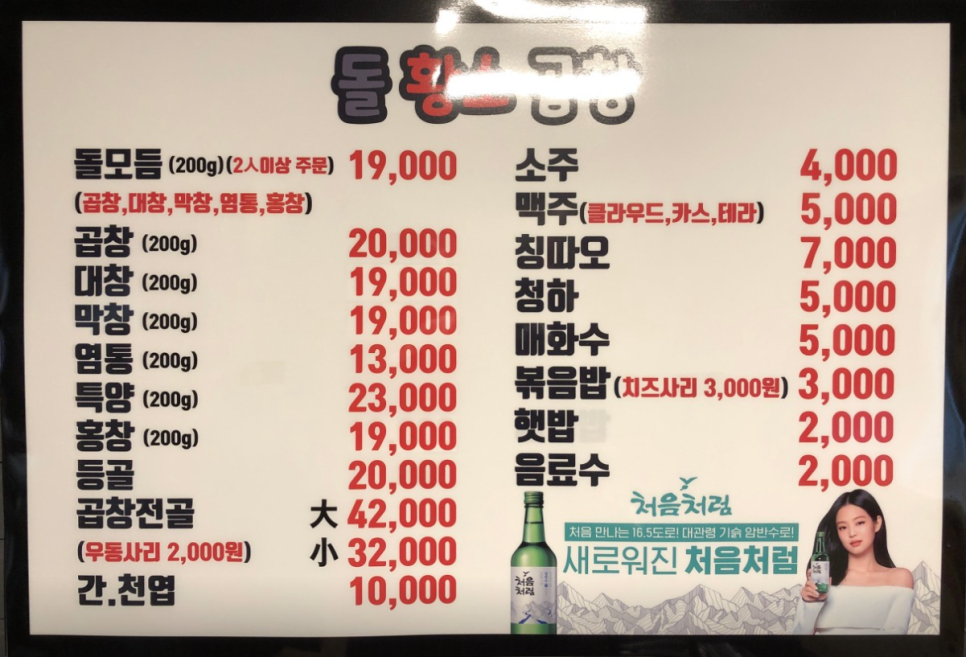 돌 황소 곱창
돌모듬 (200g)(2人이상 주문) 19,000
(곱창,대창,막창,염통,홍창)
곱창 (200g) 20,000
대창 (200g) 19,000
막창 (200g) 19,000
염통 (200g) 13,000
특양 (200g) 23,000
홍창 (200g) 19,000
등골 20,000
곱창전골 大 42,000
(우동사리 2,000원) 小 32,000
간.천엽 10,000
소주 4,000
맥주(클라우드,카스,테라) 5,000
칭따오 7,000
청하 5,000
매화수 5,000
볶음밥(치즈사리 3,000원) 3,000
햇밥 2,000
음료수 2,000
처음처럼
처음 만나는 16.5도로! 대관령 기슭 암반수로!
새로워진 처음처럼
처음
처럼